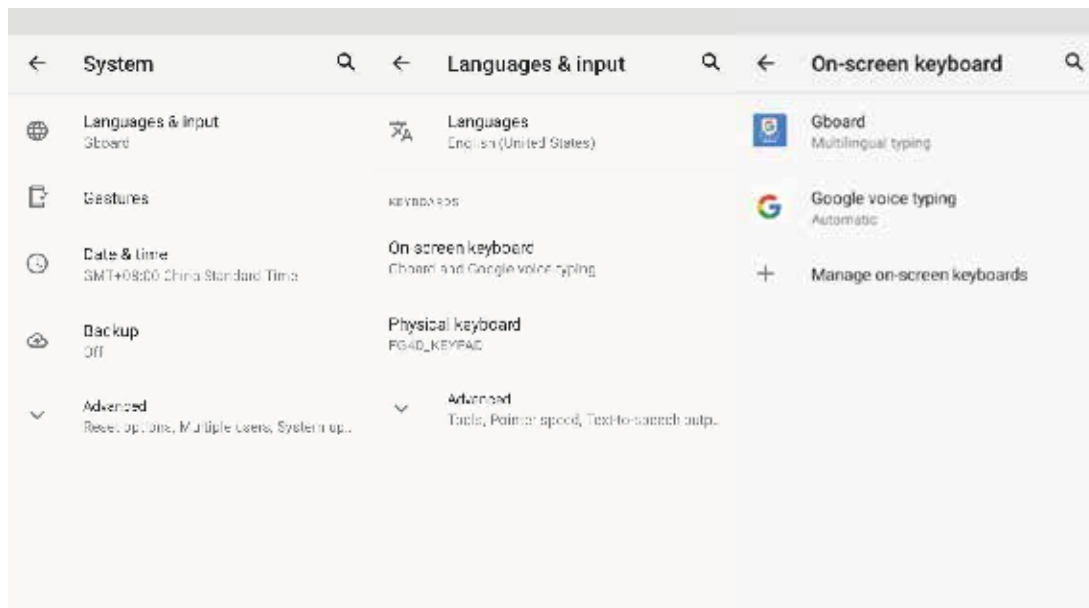 System
Languages & input
Gboard
Gestures
Date & time
GMT+08:00 China Standard Time
Backup
Off
Advanced
Reset options, Multiple users, System up..
Languages & input
Languages
English (United States)
KEYBOARDS
On-screen keyboard
Gboard and Google voice typing
Physical keyboard
FG40_KEYPAD
Advanced
Tools, Pointer speed, Text-to-speech outp..
On-screen keyboard
Gboard
Multilingual typing
Google voice typing
Automatic
Manage on-screen keyboards